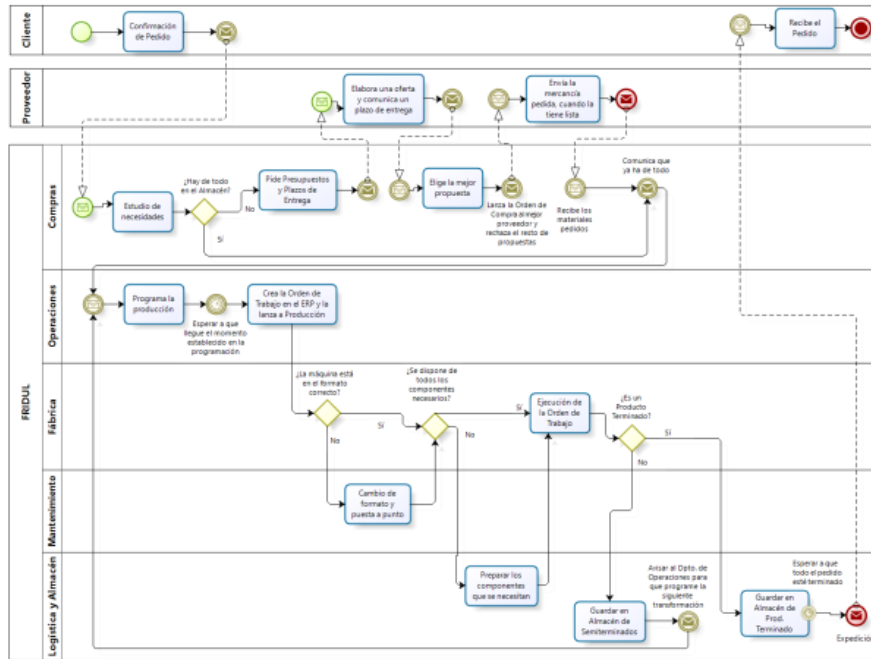 Cliente
Confirmación
de Pedido
Recibe el
Pedido
Proveedor
Elabora una oferta
y comunica un
plazo de entrega
Envía la
mercancía
pedida, cuando la
tiene lista
FRIDUL
Compras
Estudio de
necesidades
¿Hay de todo
en el Almacén?
No
Sí
Pide Presupuestos
y Plazos de
Entrega
Elige la mejor
propuesta
Lanza la Orden de
Compra al mejor
proveedor y
rechaza el resto de
propuestas
Recibe los
materiales
pedidos
Comunica que
ya ha de todo
Operaciones
Programa la
producción
Esperar a que
llegue el momento
establecido en la
programación
Crea la Orden de
Trabajo en el ERP y la
lanza a Producción
Fábrica
¿La máquina está
en el formato
correcto?
No
Sí
¿Se dispone de
todos los
componentes
necesarios?
Sí
No
Ejecución de
la Orden de
Trabajo
¿Es un
Producto
Terminado?
Sí
No
Mantenimiento
Cambio de
formato y
puesta a punto
Logística y Almacén
Preparar los
componentes
que se necesitan
Guardar en
Almacén de
Semiterminados
Avisar al Dpto. de
Operaciones para
que programe la
siguiente
transformación
Guardar en
Almacén de
Prod.
Terminado
Esperar a que
todo el pedido
esté terminado
Expedición